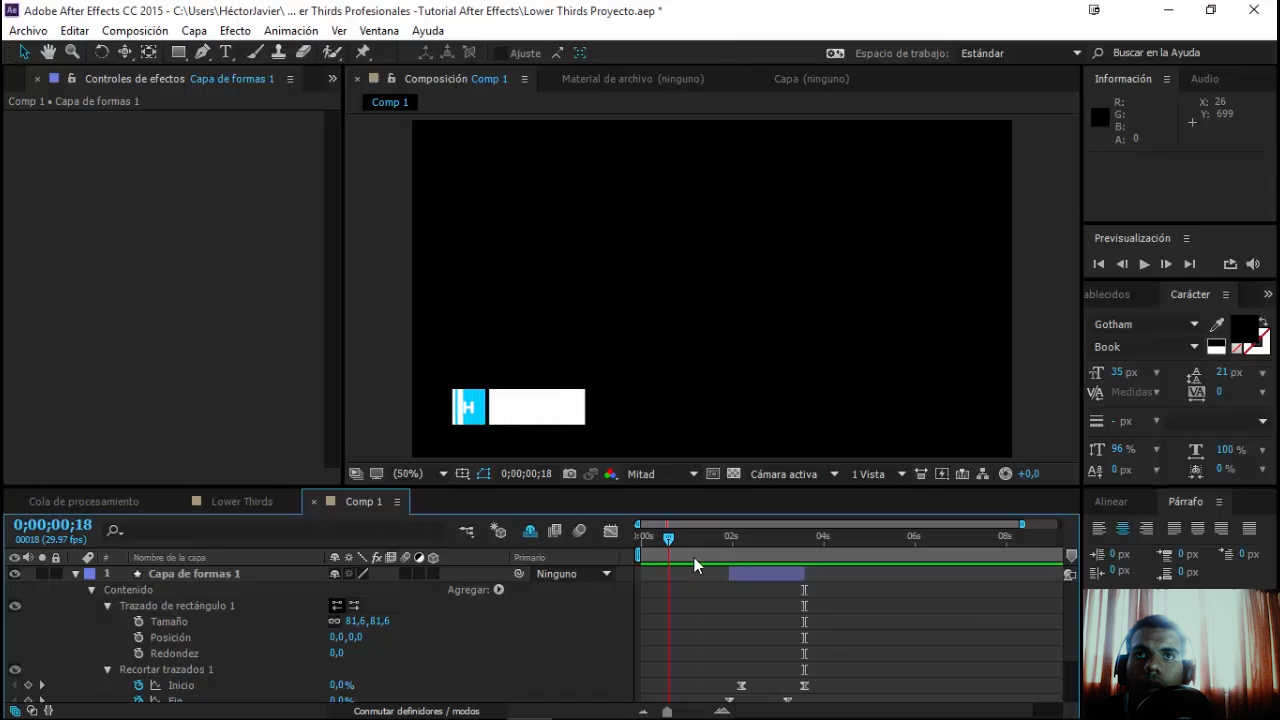 Adobe After Effects CC 2015 - C:\Users\HéctorJavier\ ... er Thirds Profesionales -Tutorial After Effects\Lower Thirds Proyecto.aep *
Archivo Editar Composición Capa Efecto Animación Ver Ventana Ayuda
Ajuste Espacio de trabajo: Estándar Buscar en la Ayuda
Controles de efectos Capa de formas 1
Composición Comp 1 Material de archivo (ninguno) Capa (ninguno)
Información Audio
Comp 1 • Capa de formas 1
Comp 1
R: X: 26
G: Y: 699
B:
A: 0
Previsualización
ablecidos Carácter
Gotham
Book
35 px 21 px
Medidas 0
- px
96 % 100 %
0 px 0 %
H
(50%) 0;00;00;18 Mitad Cámara activa 1 Vista +0,0
Cola de procesamiento Lower Thirds Comp 1
Alinear Párrafo
0;00;00;18
00018 (29.97 fps)
:00s 02s 04s 06s 08s
# Nombre de la capa Primario
1 Capa de formas 1 Ninguno
Contenido Agregar:
Trazado de rectángulo 1
Tamaño 81,6,81,6
Posición 0,0,0,0
Redondez 0,0
Recortar trazados 1
Inicio 0,0%
Fin 0,0%
0 px 0 px 0 px
0 px 0 px
Conmutar definidores / modos